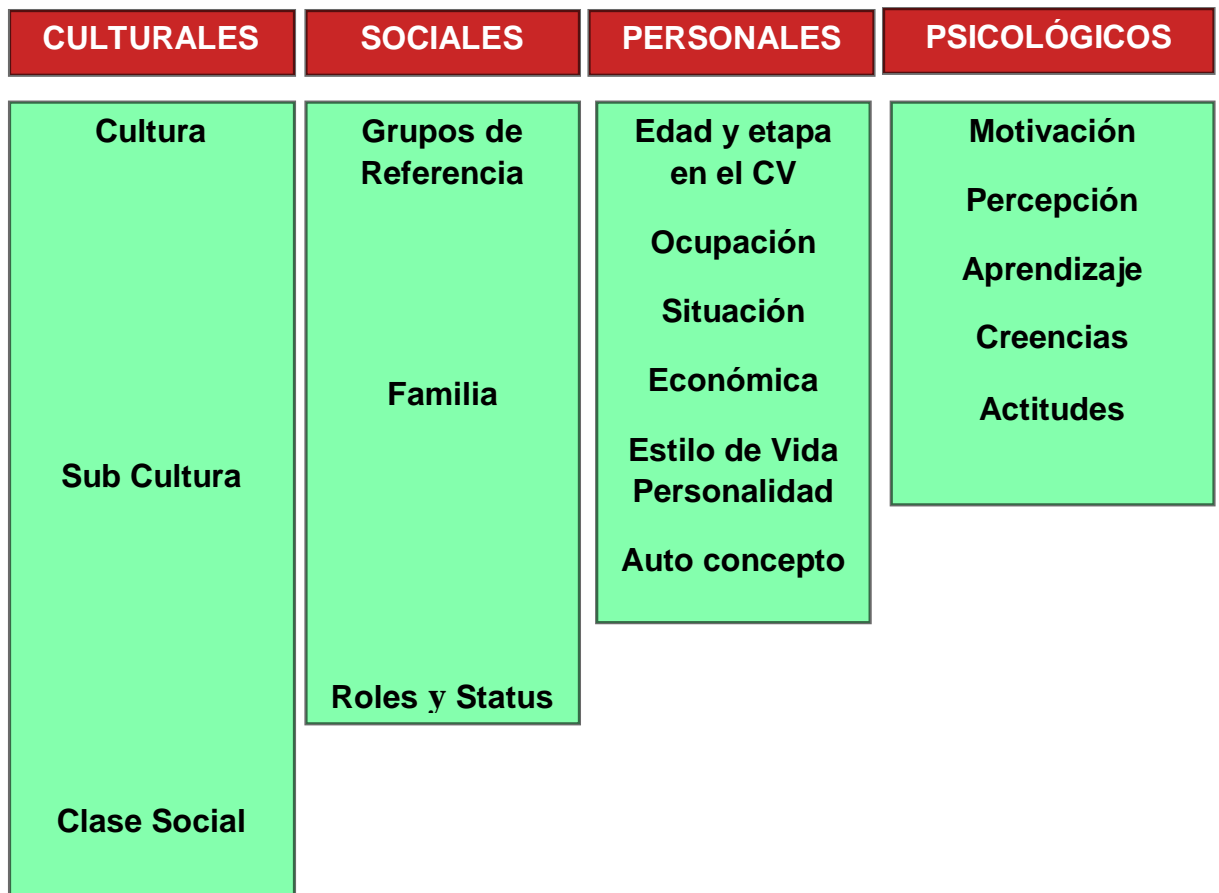 CULTURALES
SOCIALES
PERSONALES
PSICOLÓGICOS
Cultura
Sub Cultura
Clase Social
Grupos de
Referencia
Familia
Roles y Status
Edad y etapa
en el CV
Ocupación
Situación
Económica
Estilo de Vida
Personalidad
Auto concepto
Motivación
Percepción
Aprendizaje
Creencias
Actitudes